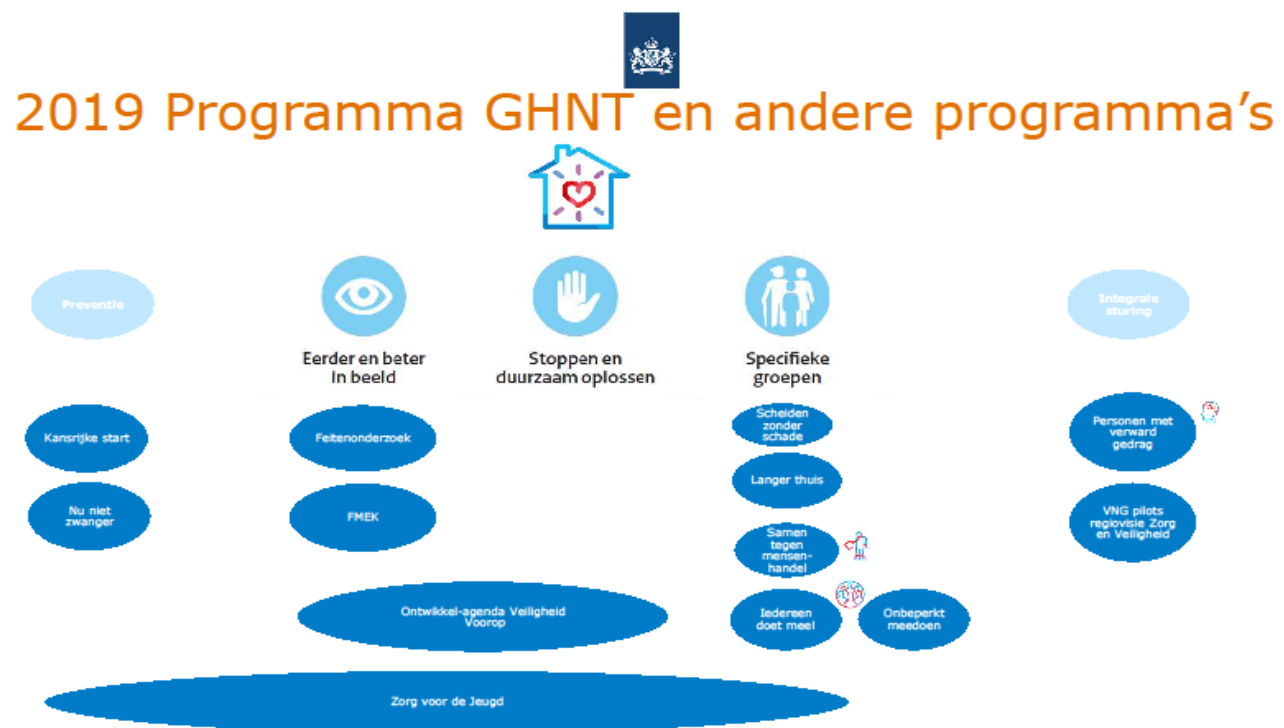 2019 Programma GHNT en andere programma's
Preventie
Integrale
sturing
Eerder en beter
in beeld
Stoppen en
duurzaam oplossen
Specifieke
groepen
Kansrijke start
Feitenonderzoek
Scheiden
zonder
schade
Personen met
verward
gedrag
Langer thuis
Nu niet
zwanger
FMEK
VNG pilots
regiovisie Zorg
en Veiligheid
Samen
tegen
mensen-
handel
Ontwikkel-agenda Veiligheid
Voorop
Iedereen
doet mee!
Onbeperkt
meedoen
Zorg voor de Jeugd